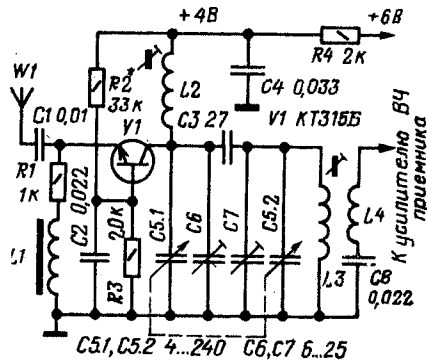 +4В
+6В
R4 2к
W1
R2*
33к
L2
C4 0,033
C1 0,01
V1
C3 27
V1 КТ315Б
R1
1к
C2 0,022
R3
2,0к
C5.1
C6
C7
C5.2
L1
L3
L4
C8
0,022
К усилителю ВЧ
приемника
C5.1, C5.2 4...240 C6, C7 6...25